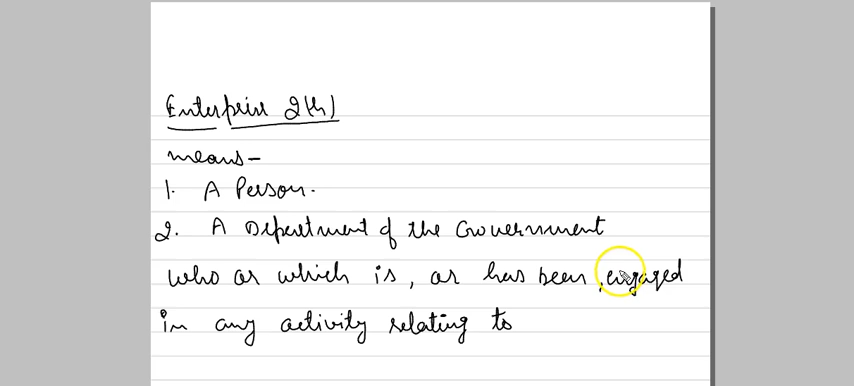 Enterprise 2(h)
means-
1. A Person.
2. A Department of the Government
who or which is, or has been, engaged
in any activity relating to